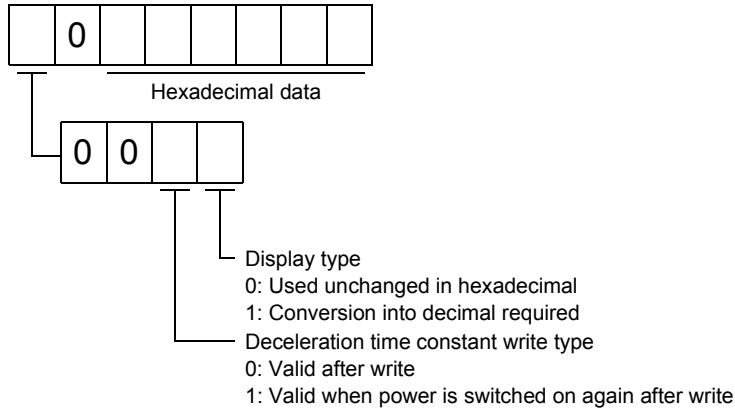 0
Hexadecimal data
0 0
Display type
0: Used unchanged in hexadecimal
1: Conversion into decimal required
Deceleration time constant write type
0: Valid after write
1: Valid when power is switched on again after write